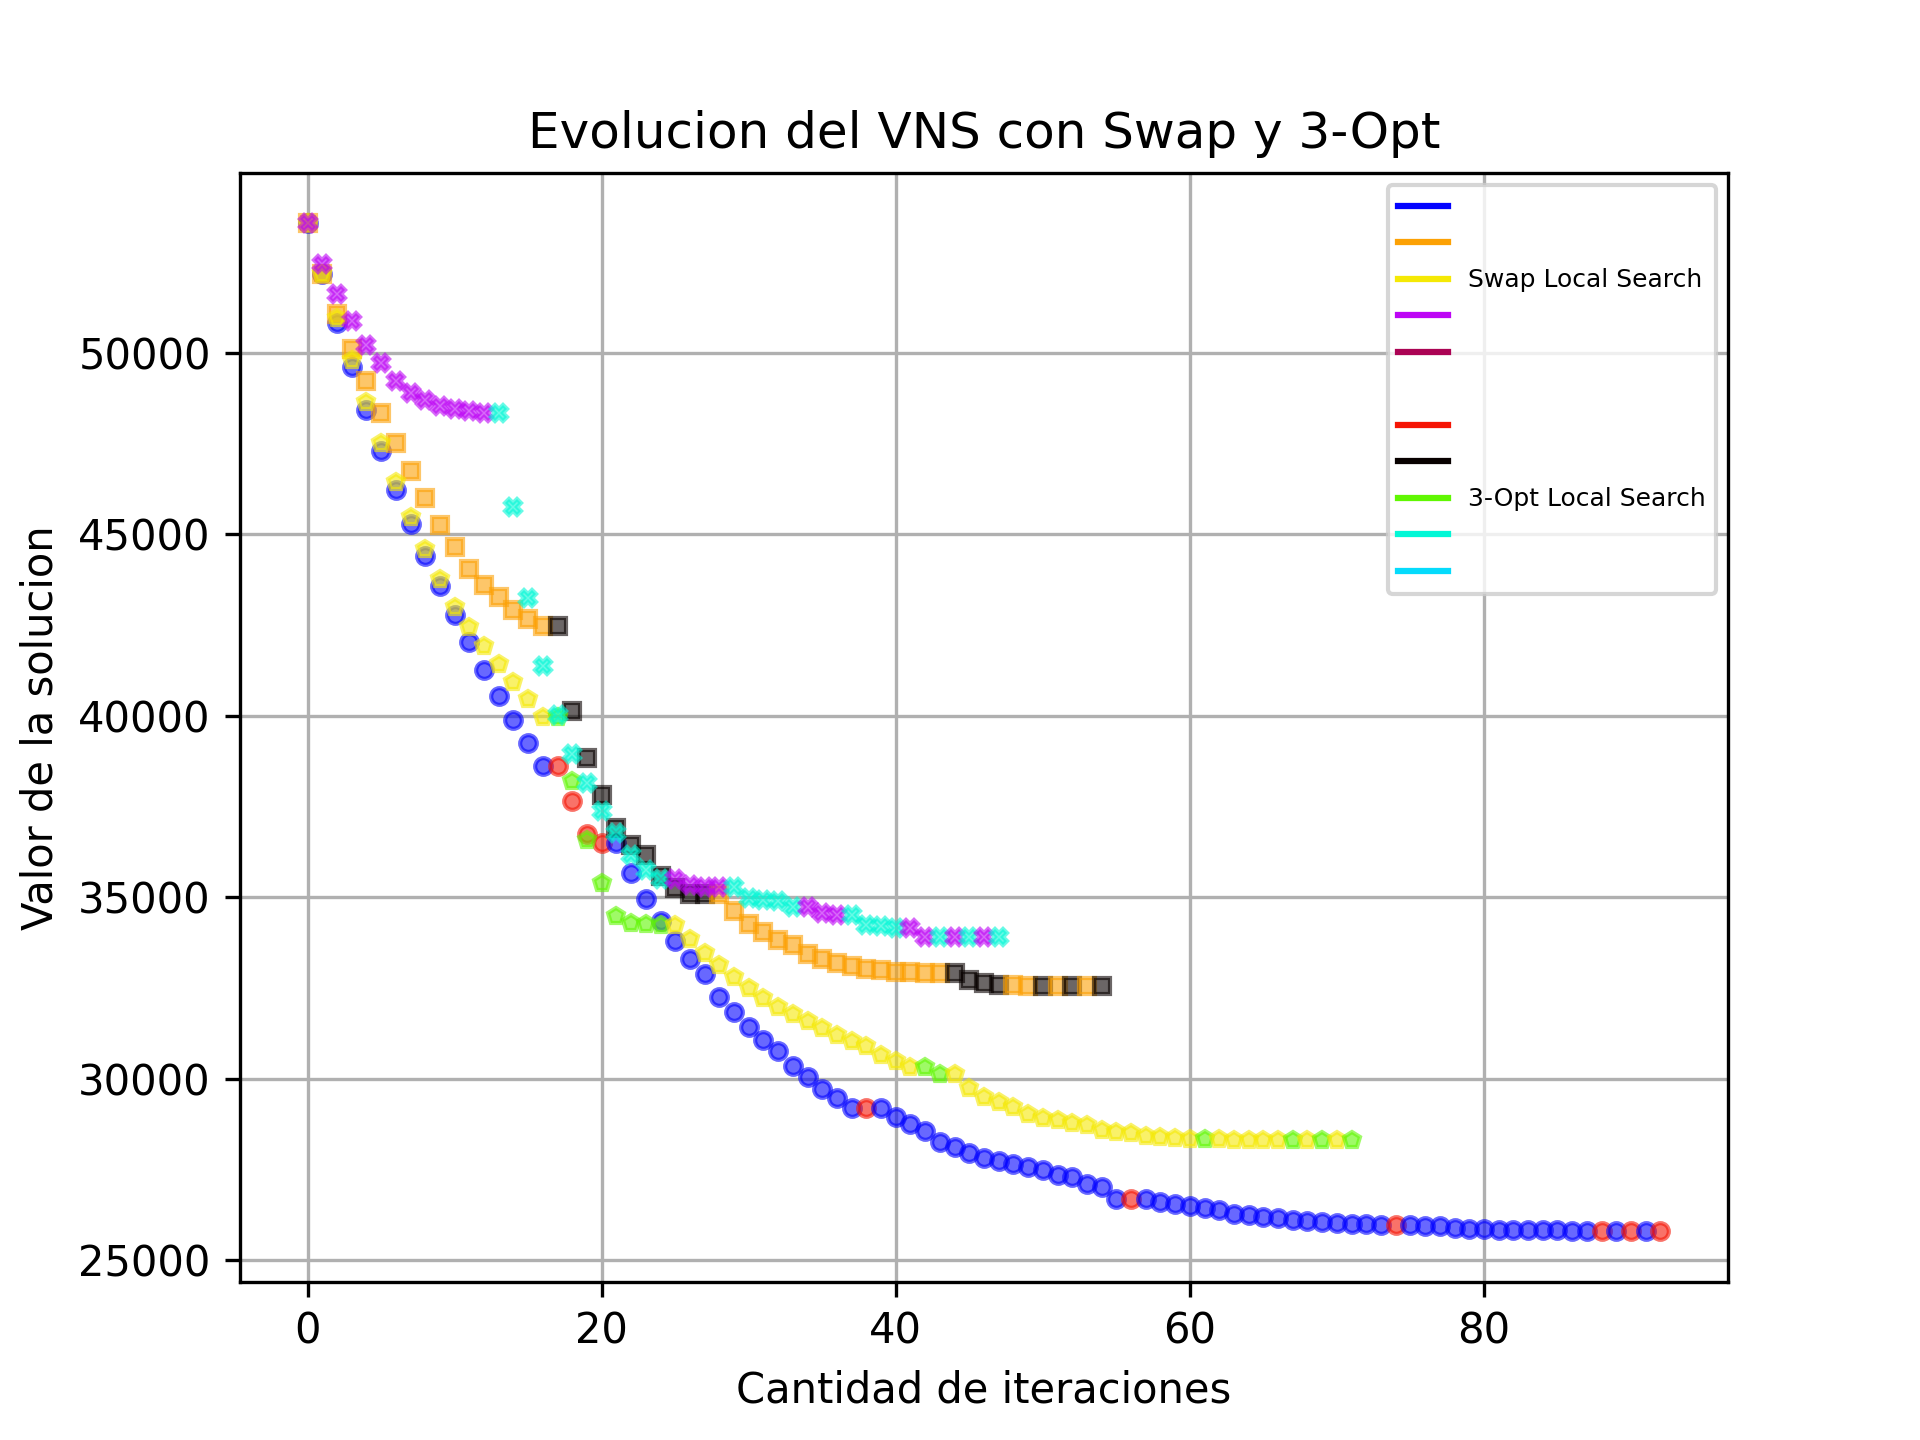 Evolucion del VNS con Swap y 3-Opt
Valor de la solucion
50000
45000
40000
35000
30000
25000
Swap Local Search
3-Opt Local Search
0 20 40 60 80
Cantidad de iteraciones